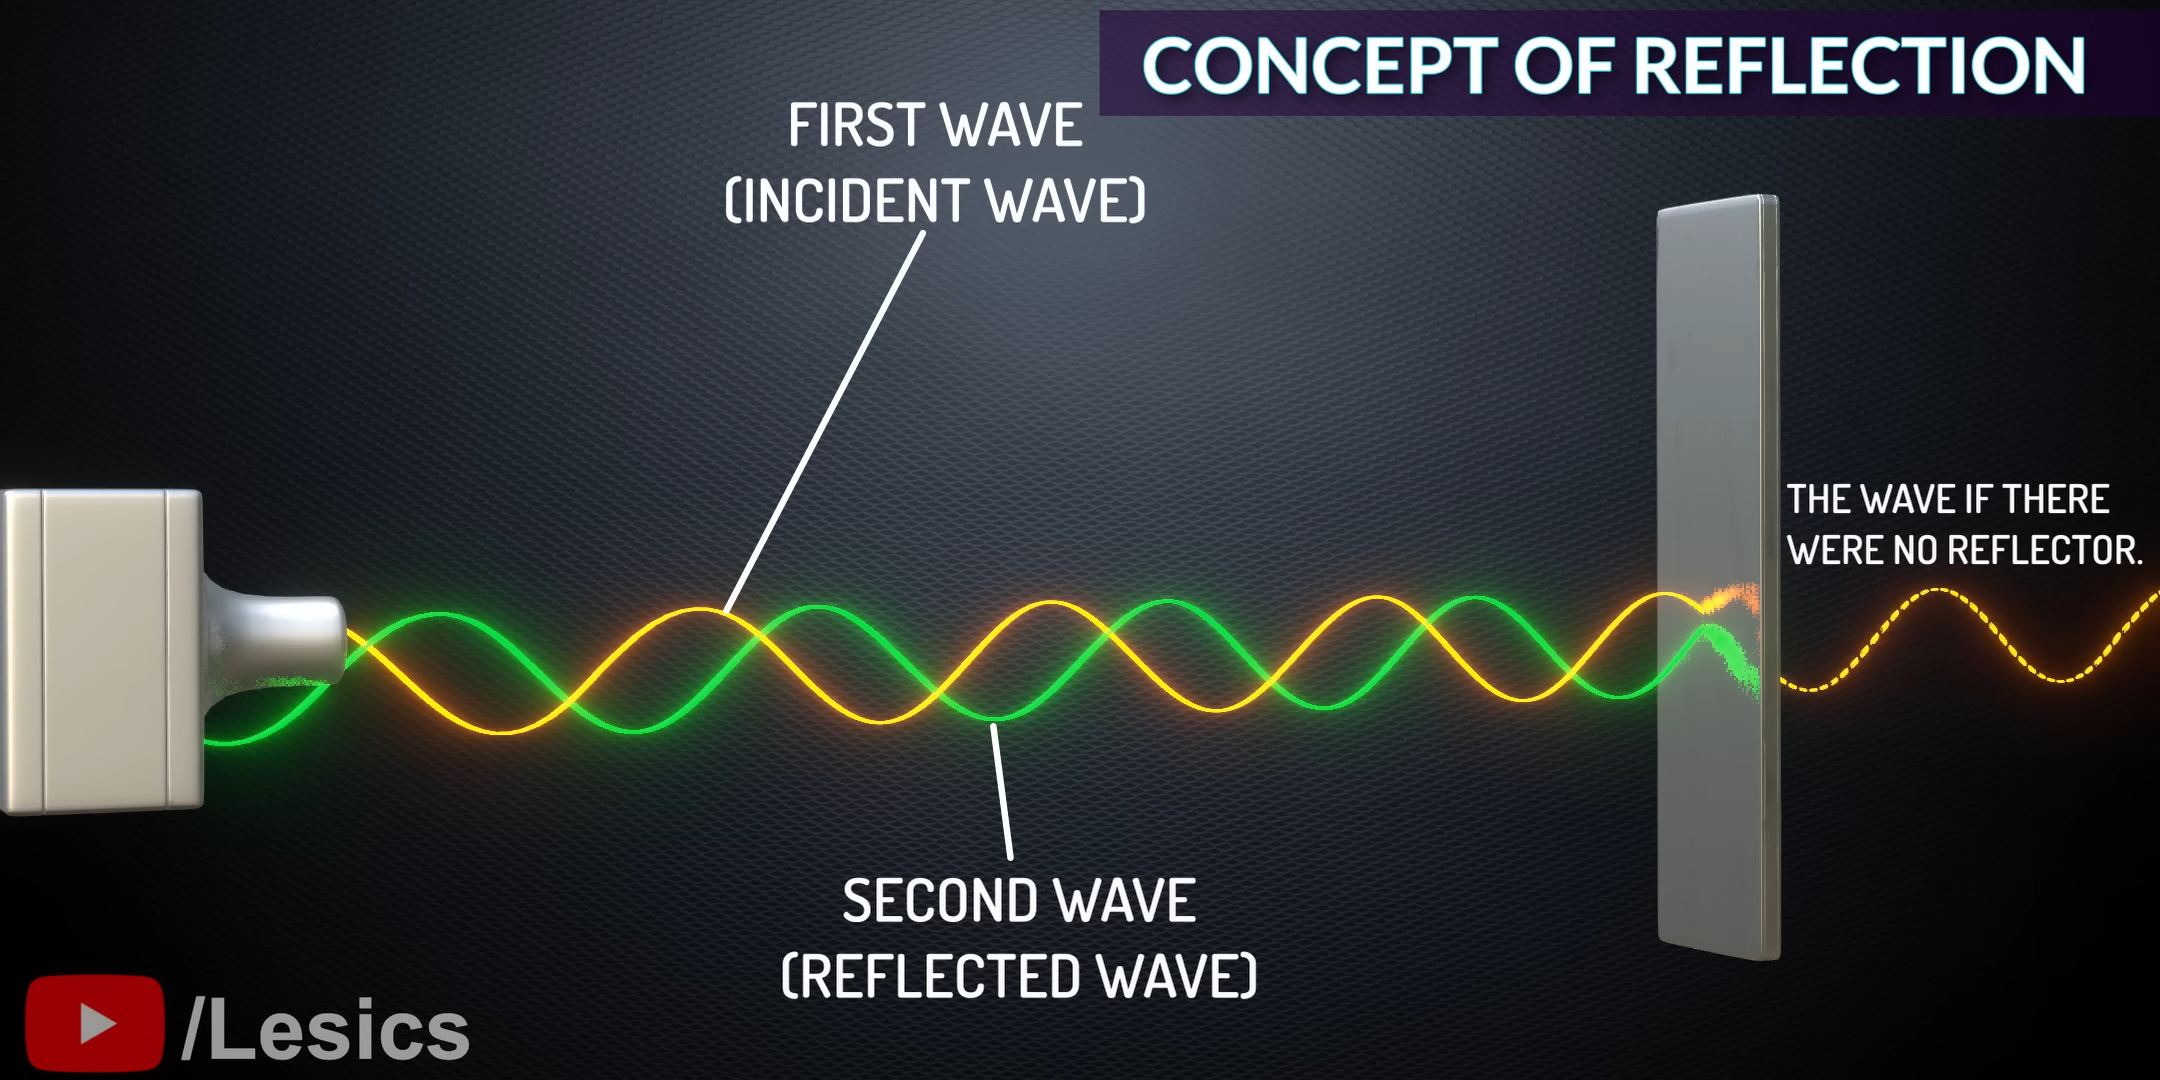 CONCEPT OF REFLECTION
FIRST WAVE
(INCIDENT WAVE)
THE WAVE IF THERE
WERE NO REFLECTOR.
SECOND WAVE
(REFLECTED WAVE)
/Lesics